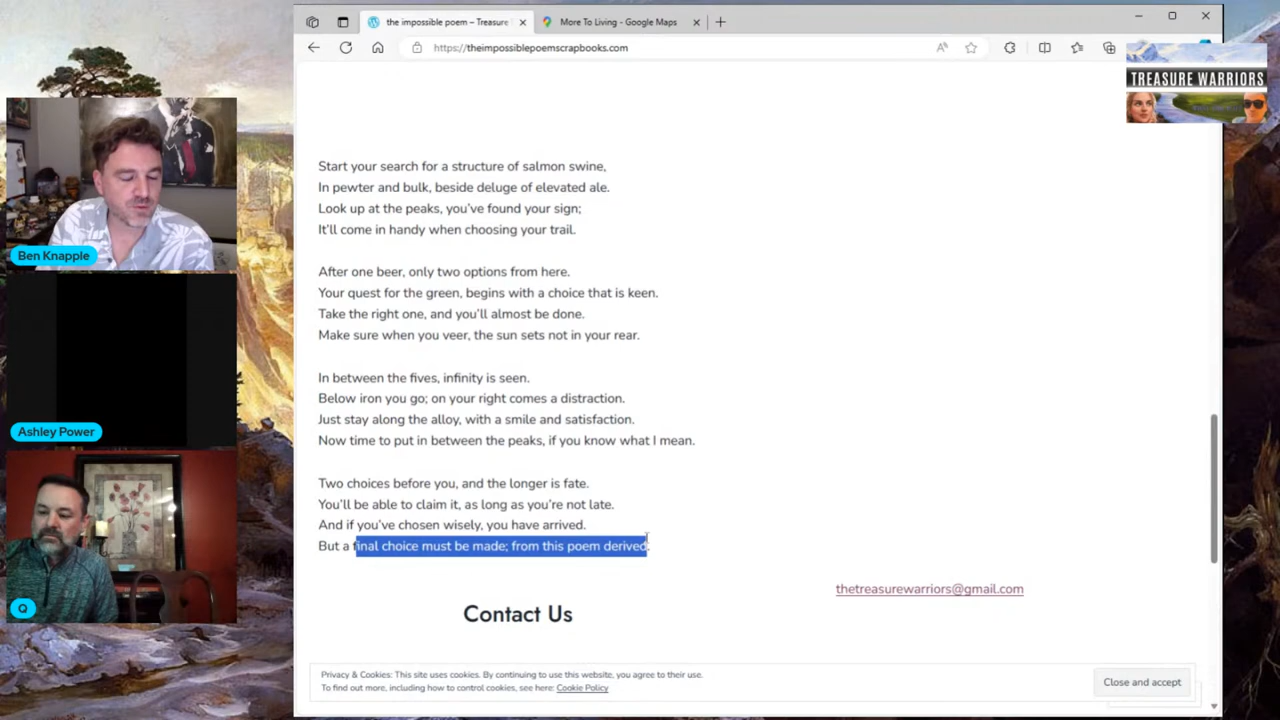 the impossible poem – Treasure
More To Living - Google Maps
https://theimpossiblepoemscrapbooks.com
TREASURE WARRIORS
Start your search for a structure of salmon swine,
In pewter and bulk, beside deluge of elevated ale.
Look up at the peaks, you've found your sign;
It'll come in handy when choosing your trail.
After one beer, only two options from here.
Your quest for the green, begins with a choice that is keen.
Take the right one, and you'll almost be done.
Make sure when you veer, the sun sets not in your rear.
In between the fives, infinity is seen.
Below iron you go; on your right comes a distraction.
Just stay along the alloy, with a smile and satisfaction.
Now time to put in between the peaks, if you know what I mean.
Two choices before you, and the longer is fate.
You'll be able to claim it, as long as you're not late.
And if you've chosen wisely, you have arrived.
But a final choice must be made; from this poem derived.
thetreasurewarriors@gmail.com
Contact Us
Privacy & Cookies: This site uses cookies. By continuing to use this website, you agree to their use.
To find out more, including how to control cookies, see here: Cookie Policy
Close and accept
Ben Knapple
Ashley Power
Q